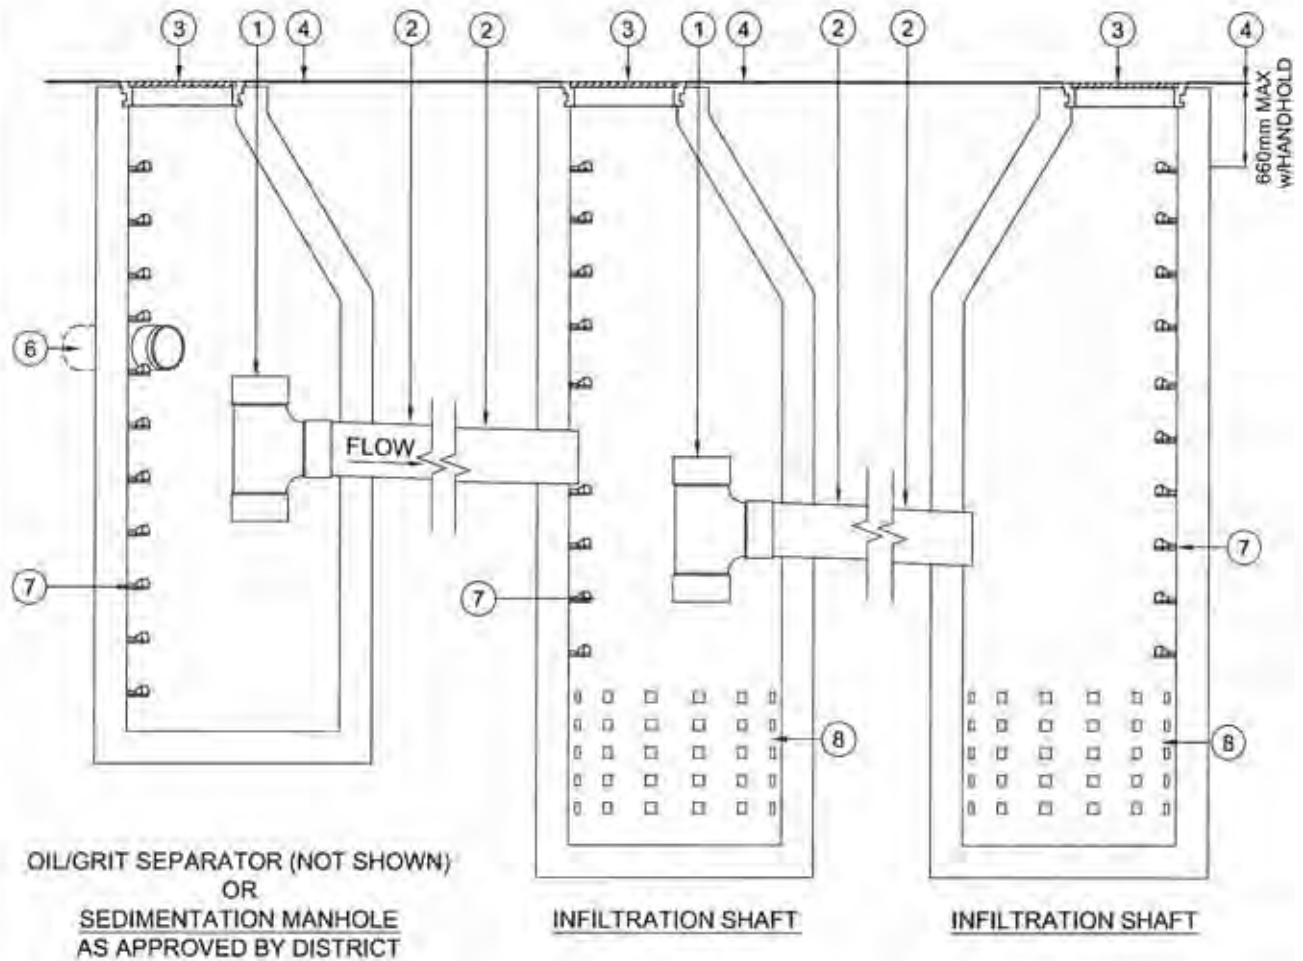 3 1 4 2 2 3 1 4 2 2 3 4
660mm MAX
w/HANDHOLD
6
FLOW
7
7
7
8
8
OIL/GRIT SEPARATOR (NOT SHOWN)
OR
SEDIMENTATION MANHOLE
AS APPROVED BY DISTRICT
INFILTRATION SHAFT
INFILTRATION SHAFT